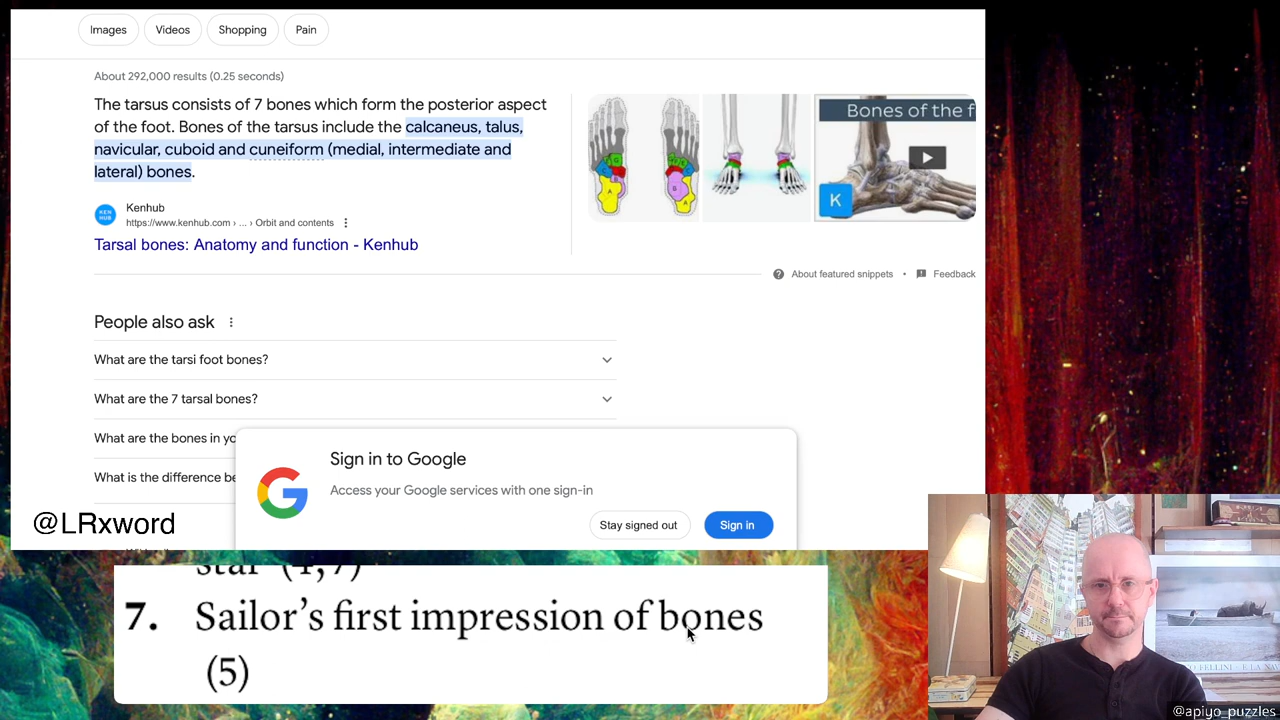 Images
Videos
Shopping
Pain
About 292,000 results (0.25 seconds)
The tarsus consists of 7 bones which form the posterior aspect
of the foot. Bones of the tarsus include the calcaneus, talus,
navicular, cuboid and cuneiform (medial, intermediate and
lateral) bones.
Bones of the f
K
KEN
HUB
Kenhub
https://www.kenhub.com › ... › Orbit and contents
Tarsal bones: Anatomy and function - Kenhub
About featured snippets
•
Feedback
People also ask
What are the tarsi foot bones?
What are the 7 tarsal bones?
What are the bones in yo
What is the difference be
Sign in to Google
Access your Google services with one sign-in
Stay signed out
Sign in
@LRxword
star (4,7)
7. Sailor's first impression of bones
(5)
FELLINI
@apiyo_puzzles